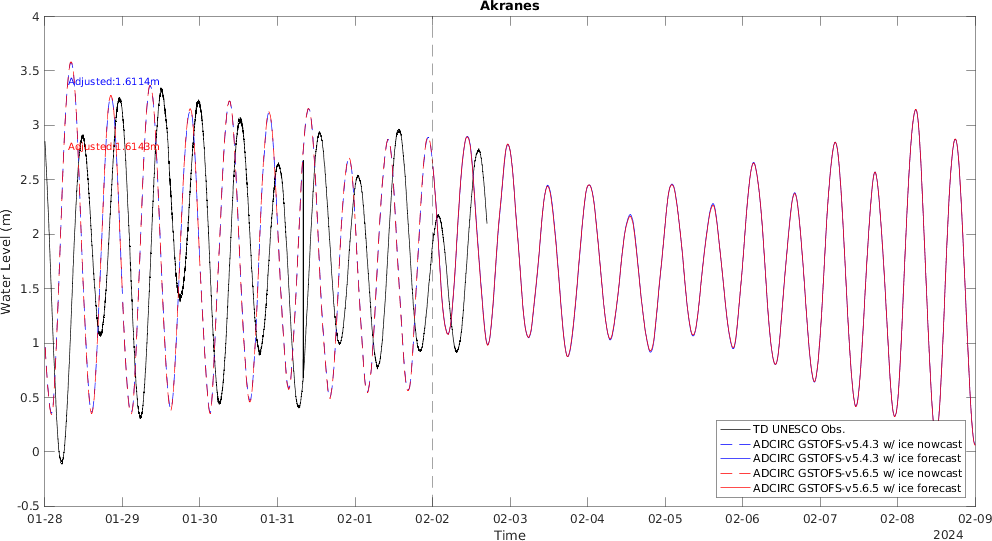 Akranes
4
3.5
3
2.5
2
1.5
1
0.5
0
-0.5
Water Level (m)
Adjusted:1.6114m
Adjusted:1.6143m
TD UNESCO Obs.
ADCIRC GSTOFS-v5.4.3 w/ ice nowcast
ADCIRC GSTOFS-v5.4.3 w/ ice forecast
ADCIRC GSTOFS-v5.6.5 w/ ice nowcast
ADCIRC GSTOFS-v5.6.5 w/ ice forecast
01-28 01-29 01-30 01-31 02-01 02-02 02-03 02-04 02-05 02-06 02-07 02-08 02-09
Time
2024